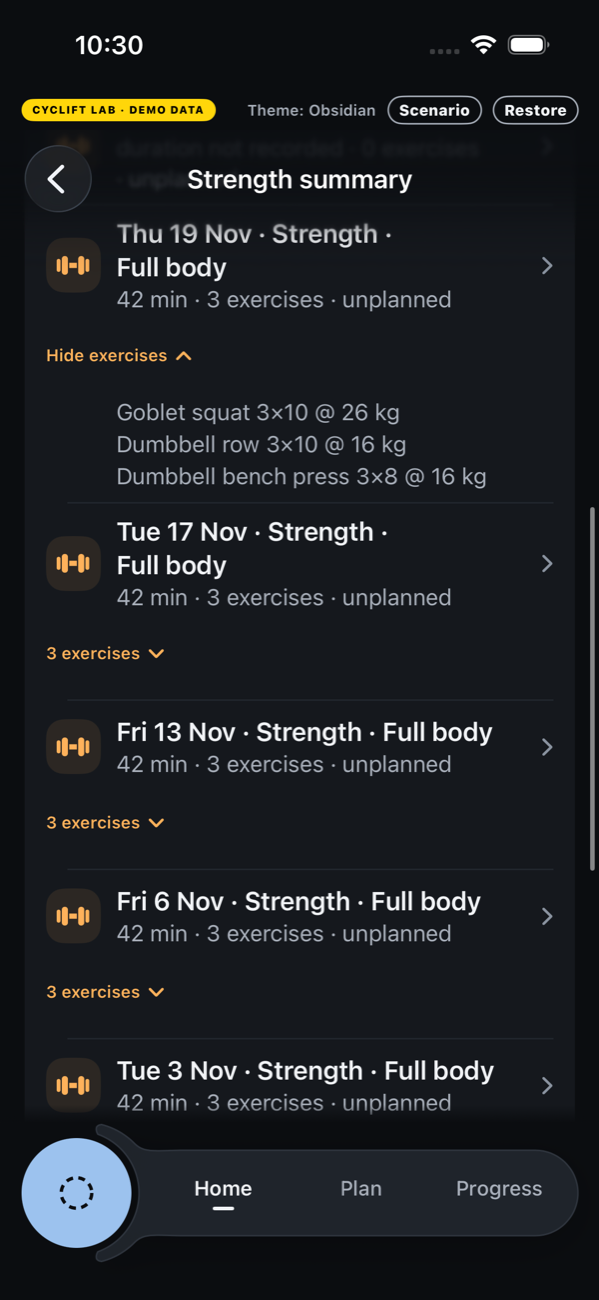 10:30
CYCLIFT LAB · DEMO DATA
Theme: Obsidian
Scenario
Restore
duration not recorded · 0 exercises
Strength summary
Thu 19 Nov · Strength ·
Full body
42 min · 3 exercises · unplanned
Hide exercises
Goblet squat 3×10 @ 26 kg
Dumbbell row 3×10 @ 16 kg
Dumbbell bench press 3×8 @ 16 kg
Tue 17 Nov · Strength ·
Full body
42 min · 3 exercises · unplanned
3 exercises
Fri 13 Nov · Strength · Full body
42 min · 3 exercises · unplanned
3 exercises
Fri 6 Nov · Strength · Full body
42 min · 3 exercises · unplanned
3 exercises
Tue 3 Nov · Strength · Full body
42 min · 3 exercises · unplanned
Home
Plan
Progress